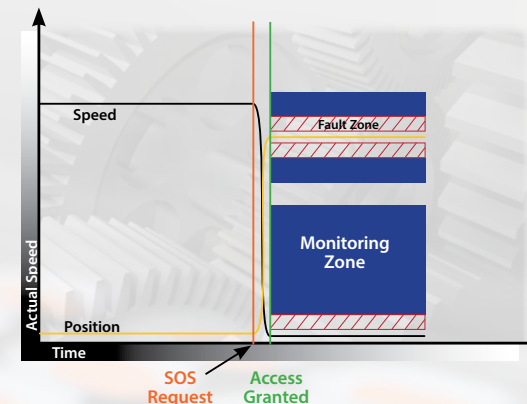 Speed
Fault Zone
Monitoring
Zone
Actual Speed
Position
Time
SOS
Request
Access
Granted